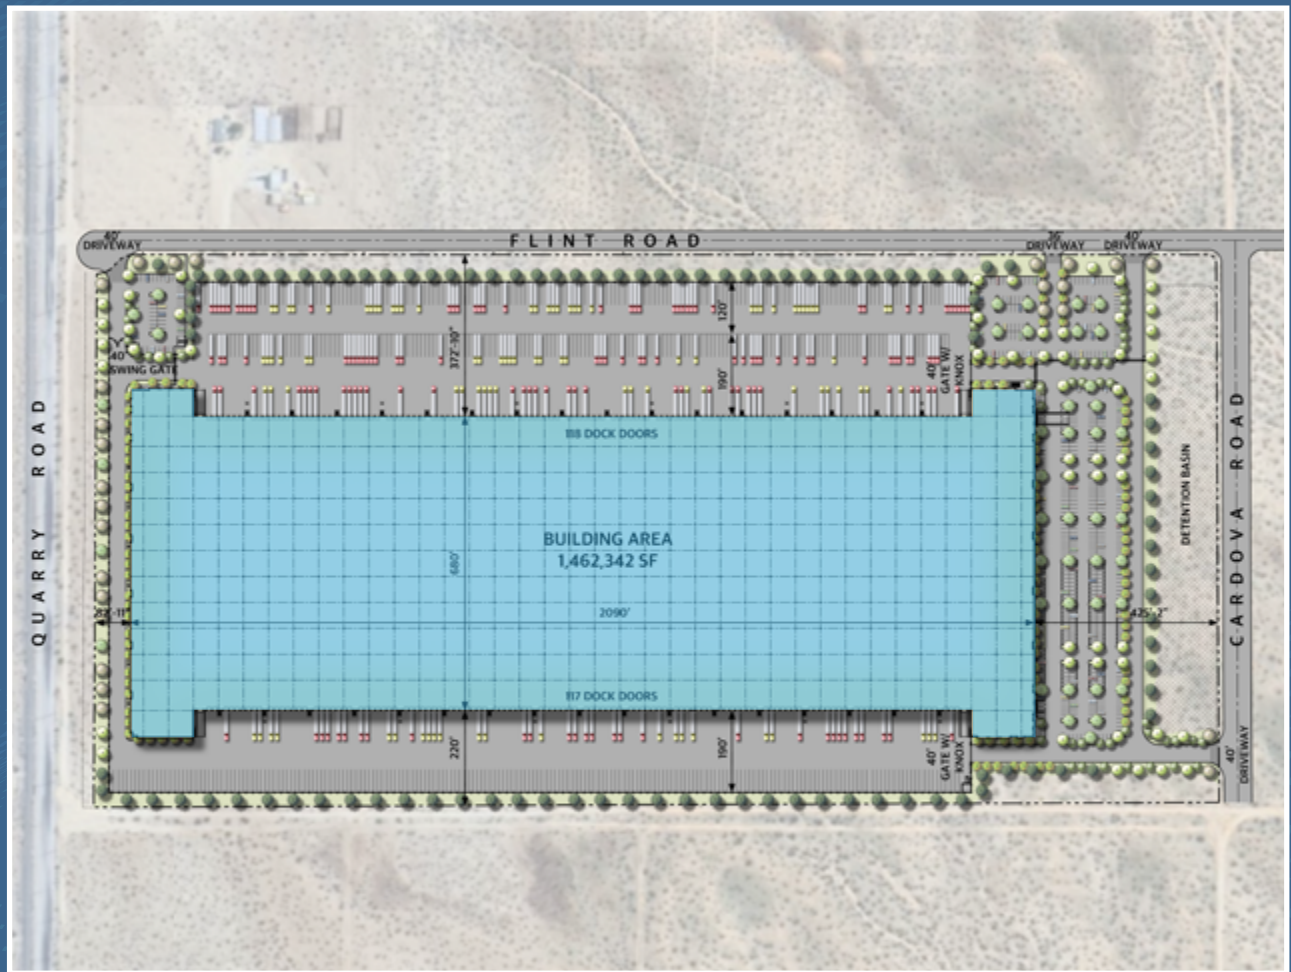 FLINT ROAD
40'
DRIVEWAY
36'
DRIVEWAY
40'
DRIVEWAY
120'
372'-10"
190'
40'
SWING GATE
40'
GATE W/
KNOX
118 DOCK DOORS
QUARRY ROAD
CARDOVA ROAD
DETENTION BASIN
BUILDING AREA
1,462,342 SF
680'
2090'
425'-2"
117 DOCK DOORS
220'
190'
40'
GATE W/
KNOX
40'
DRIVEWAY